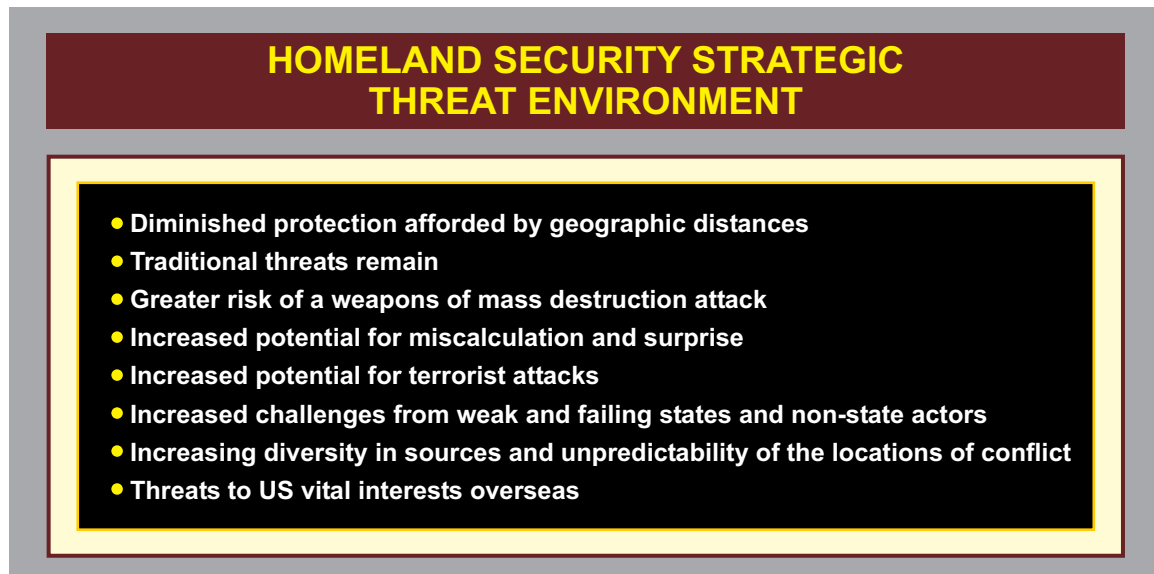 HOMELAND SECURITY STRATEGIC
THREAT ENVIRONMENT
• Diminished protection afforded by geographic distances
• Traditional threats remain
• Greater risk of a weapons of mass destruction attack
• Increased potential for miscalculation and surprise
• Increased potential for terrorist attacks
• Increased challenges from weak and failing states and non-state actors
• Increasing diversity in sources and unpredictability of the locations of conflict
• Threats to US vital interests overseas